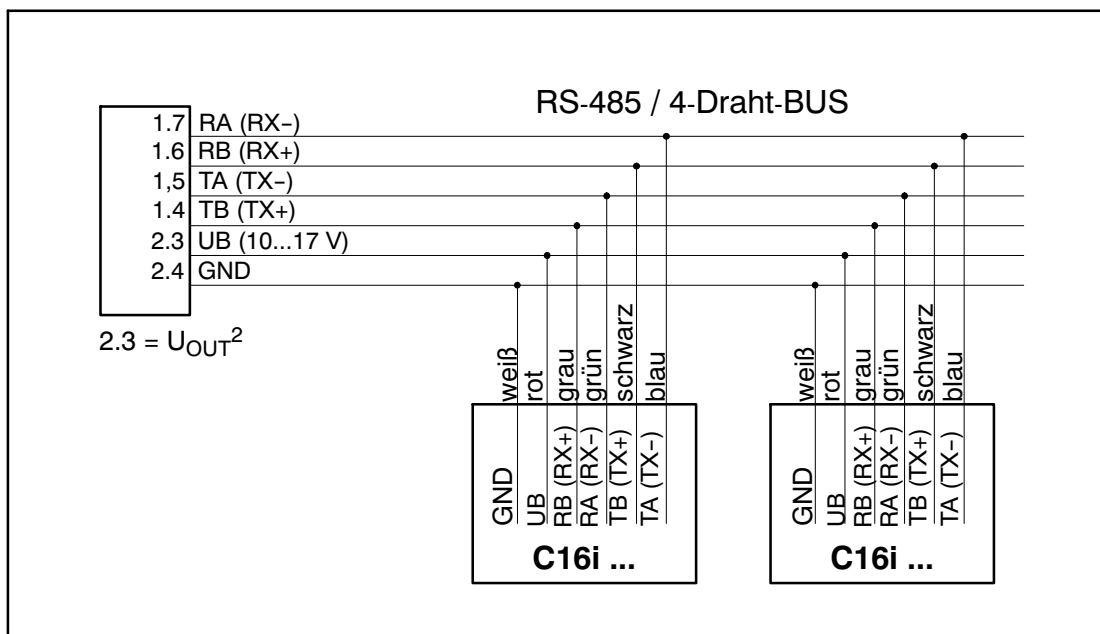 RS-485 / 4-Draht-BUS
1.7 RA (RX−)
1.6 RB (RX+)
1,5 TA (TX−)
1.4 TB (TX+)
2.3 UB (10...17 V)
2.4 GND
2.3 = UOUT²
weiß
rot
grau
grün
schwarz
blau
GND
UB
RB (RX+)
RA (RX−)
TB (TX+)
TA (TX−)
C16i ...
weiß
rot
grau
grün
schwarz
blau
GND
UB
RB (RX+)
RA (RX−)
TB (TX+)
TA (TX−)
C16i ...